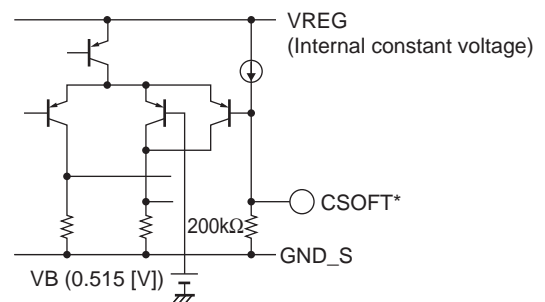 VREG
(Internal constant voltage)
CSOFT*
200kΩ
GND_S
VB (0.515 [V])